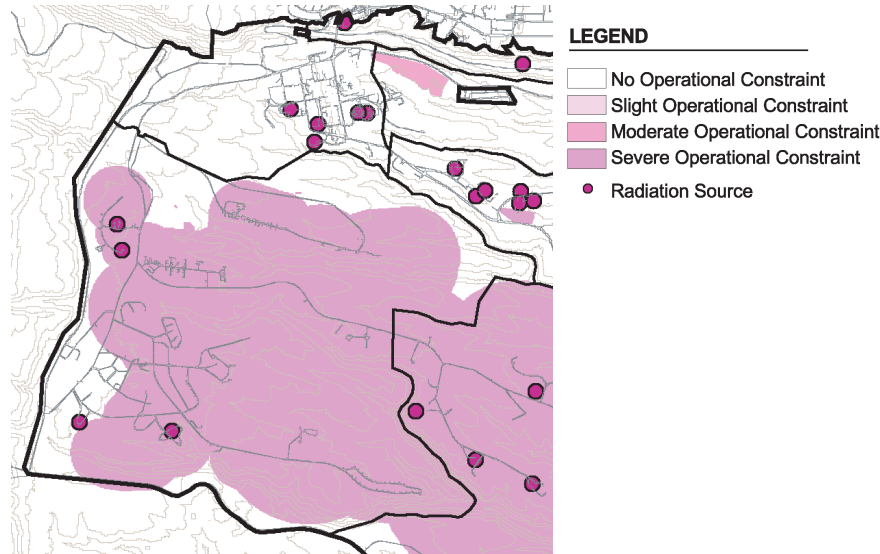 LEGEND
No Operational Constraint
Slight Operational Constraint
Moderate Operational Constraint
Severe Operational Constraint
Radiation Source